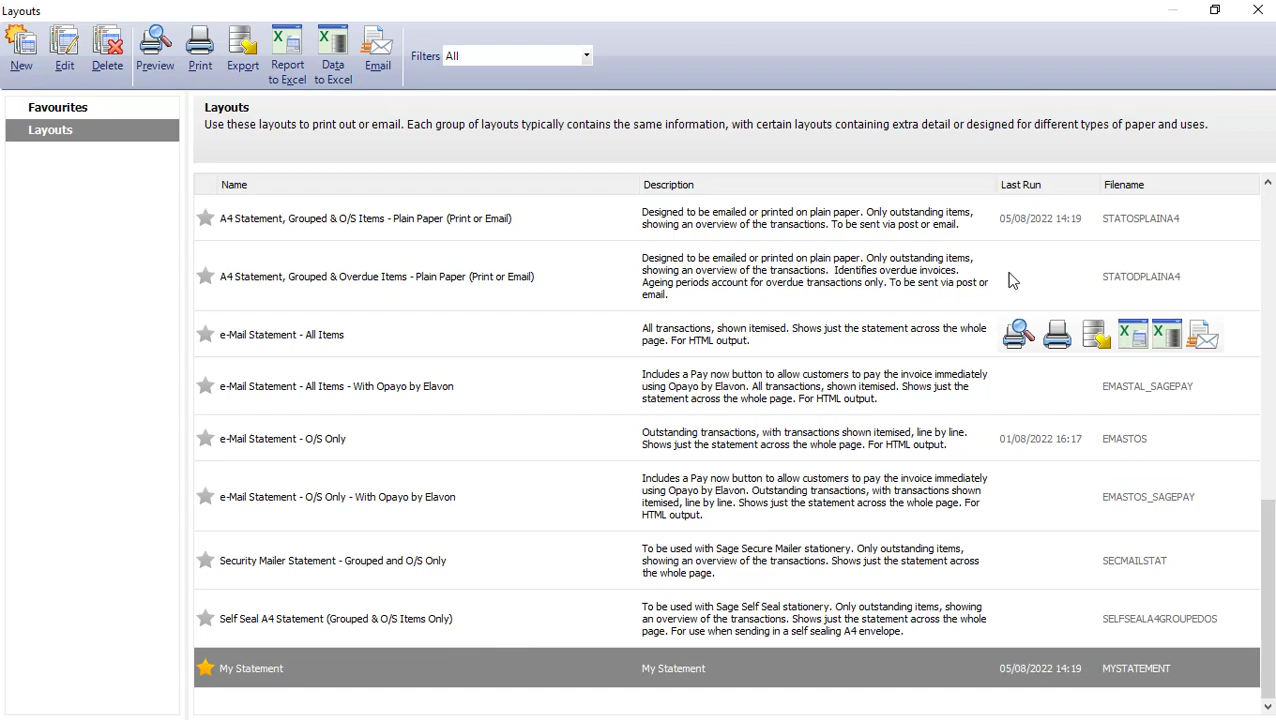 Layouts
New
Edit
Delete
Preview
Print
Export
Report
to Excel
Data
to Excel
Email
Filters All
Favourites
Layouts
Layouts
Use these layouts to print out or email. Each group of layouts typically contains the same information, with certain layouts containing extra detail or designed for different types of paper and uses.
Name Description Last Run Filename
A4 Statement, Grouped & O/S Items - Plain Paper (Print or Email)
Designed to be emailed or printed on plain paper. Only outstanding items,
showing an overview of the transactions. To be sent via post or email.
05/08/2022 14:19 STATOSPLAINA4
A4 Statement, Grouped & Overdue Items - Plain Paper (Print or Email)
Designed to be emailed or printed on plain paper. Only outstanding items,
showing an overview of the transactions. Identifies overdue invoices.
Ageing periods account for overdue transactions only. To be sent via post or
email.
STATODPLAINA4
e-Mail Statement - All Items
All transactions, shown itemised. Shows just the statement across the whole
page. For HTML output.
e-Mail Statement - All Items - With Opayo by Elavon
Includes a Pay now button to allow customers to pay the invoice immediately
using Opayo by Elavon. All transactions, shown itemised. Shows just the
statement across the whole page. For HTML output.
EMASTAL_SAGEPAY
e-Mail Statement - O/S Only
Outstanding transactions, with transactions shown itemised, line by line.
Shows just the statement across the whole page. For HTML output.
01/08/2022 16:17 EMASTOS
e-Mail Statement - O/S Only - With Opayo by Elavon
Includes a Pay now button to allow customers to pay the invoice immediately
using Opayo by Elavon. Outstanding transactions, with transactions shown
itemised, line by line. Shows just the statement across the whole page. For
HTML output.
EMASTOS_SAGEPAY
Security Mailer Statement - Grouped and O/S Only
To be used with Sage Secure Mailer stationery. Only outstanding items,
showing an overview of the transactions. Shows just the statement across
the whole page.
SECMAILSTAT
Self Seal A4 Statement (Grouped & O/S Items Only)
To be used with Sage Self Seal stationery. Only outstanding items, showing
an overview of the transactions. Shows just the statement across the whole
page. For use when sending in a self sealing A4 envelope.
SELFSEALA4GROUPEDOS
My Statement My Statement 05/08/2022 14:19 MYSTATEMENT